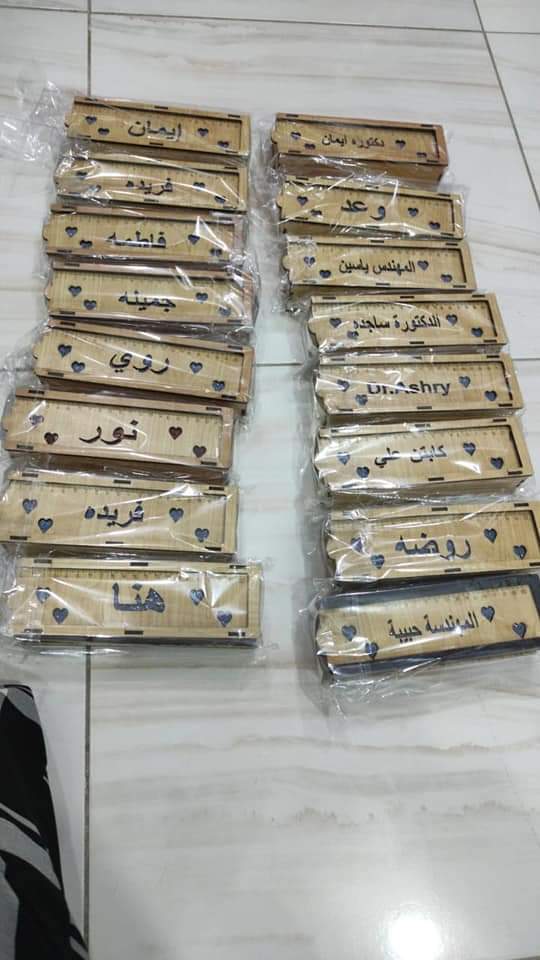 ايمان
فريده
فاطمه
جمينه
روي
نور
فريده
هنا
دكتوره ايمان
وعد
المهندس ياسين
الدكتورة ساجده
Dr.Ashry
كابتن علي
روضه
المهندسة حبيبة